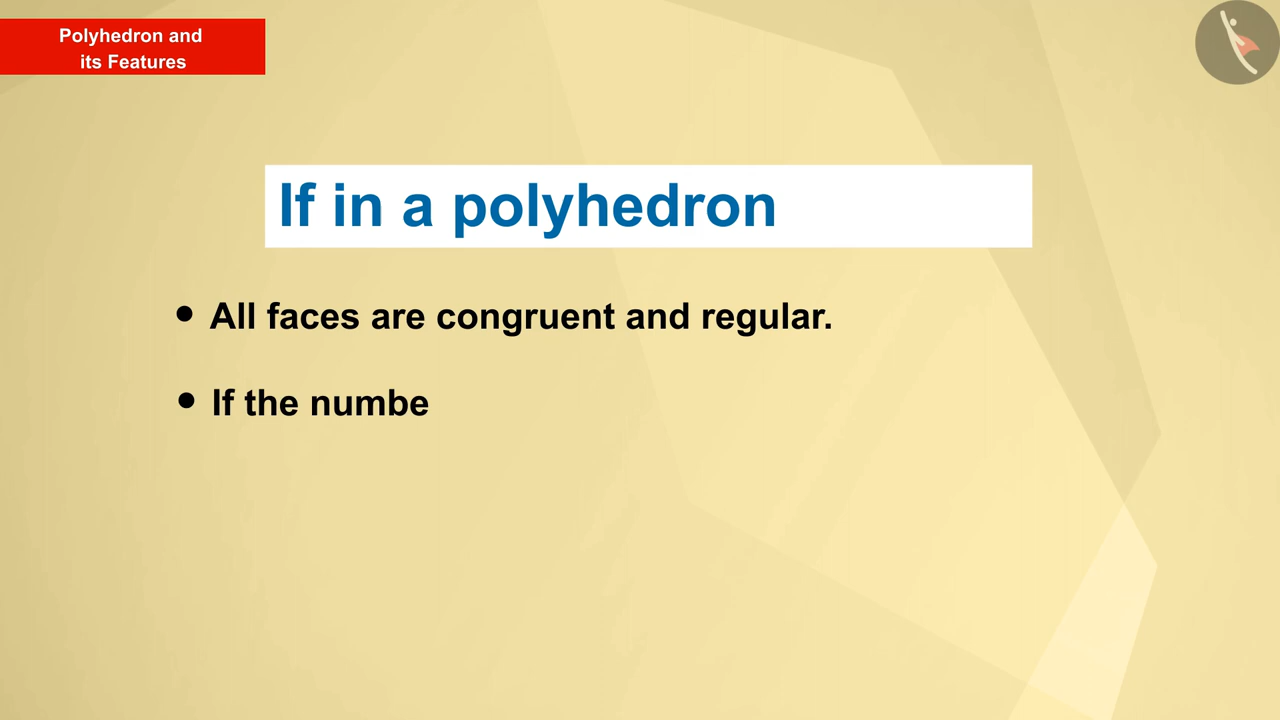 Polyhedron and
its Features
If in a polyhedron
• All faces are congruent and regular.
• If the numbe